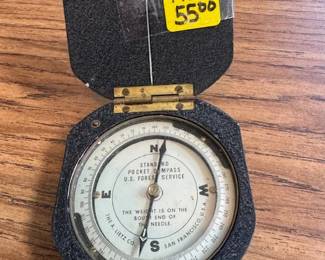 5500
N
STANDARD
POCKET COMPASS
U.S. FOREST SERVICE
E
W
THE WEIGHT IS ON THE
SOUTH END OF
THE NEEDLE.
THE A. LIETZ CO. SAN FRANCISCO U.S.A.
S